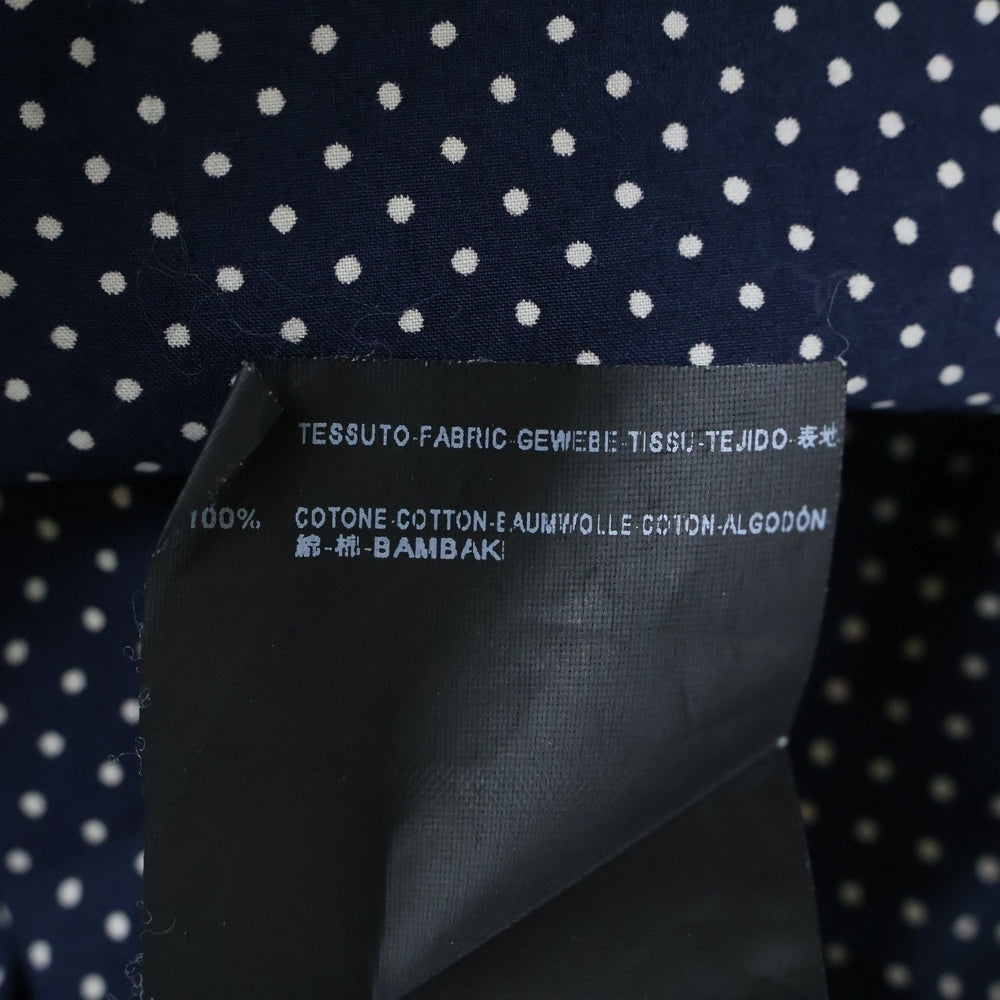 TESSUTO-FABRIC-GEWEBE-TISSU-TEJIDO-表地
100% COTONE-COTTON-BAUMWOLLE-COTON-ALGODÓN
綿-棉-BAMBAKI